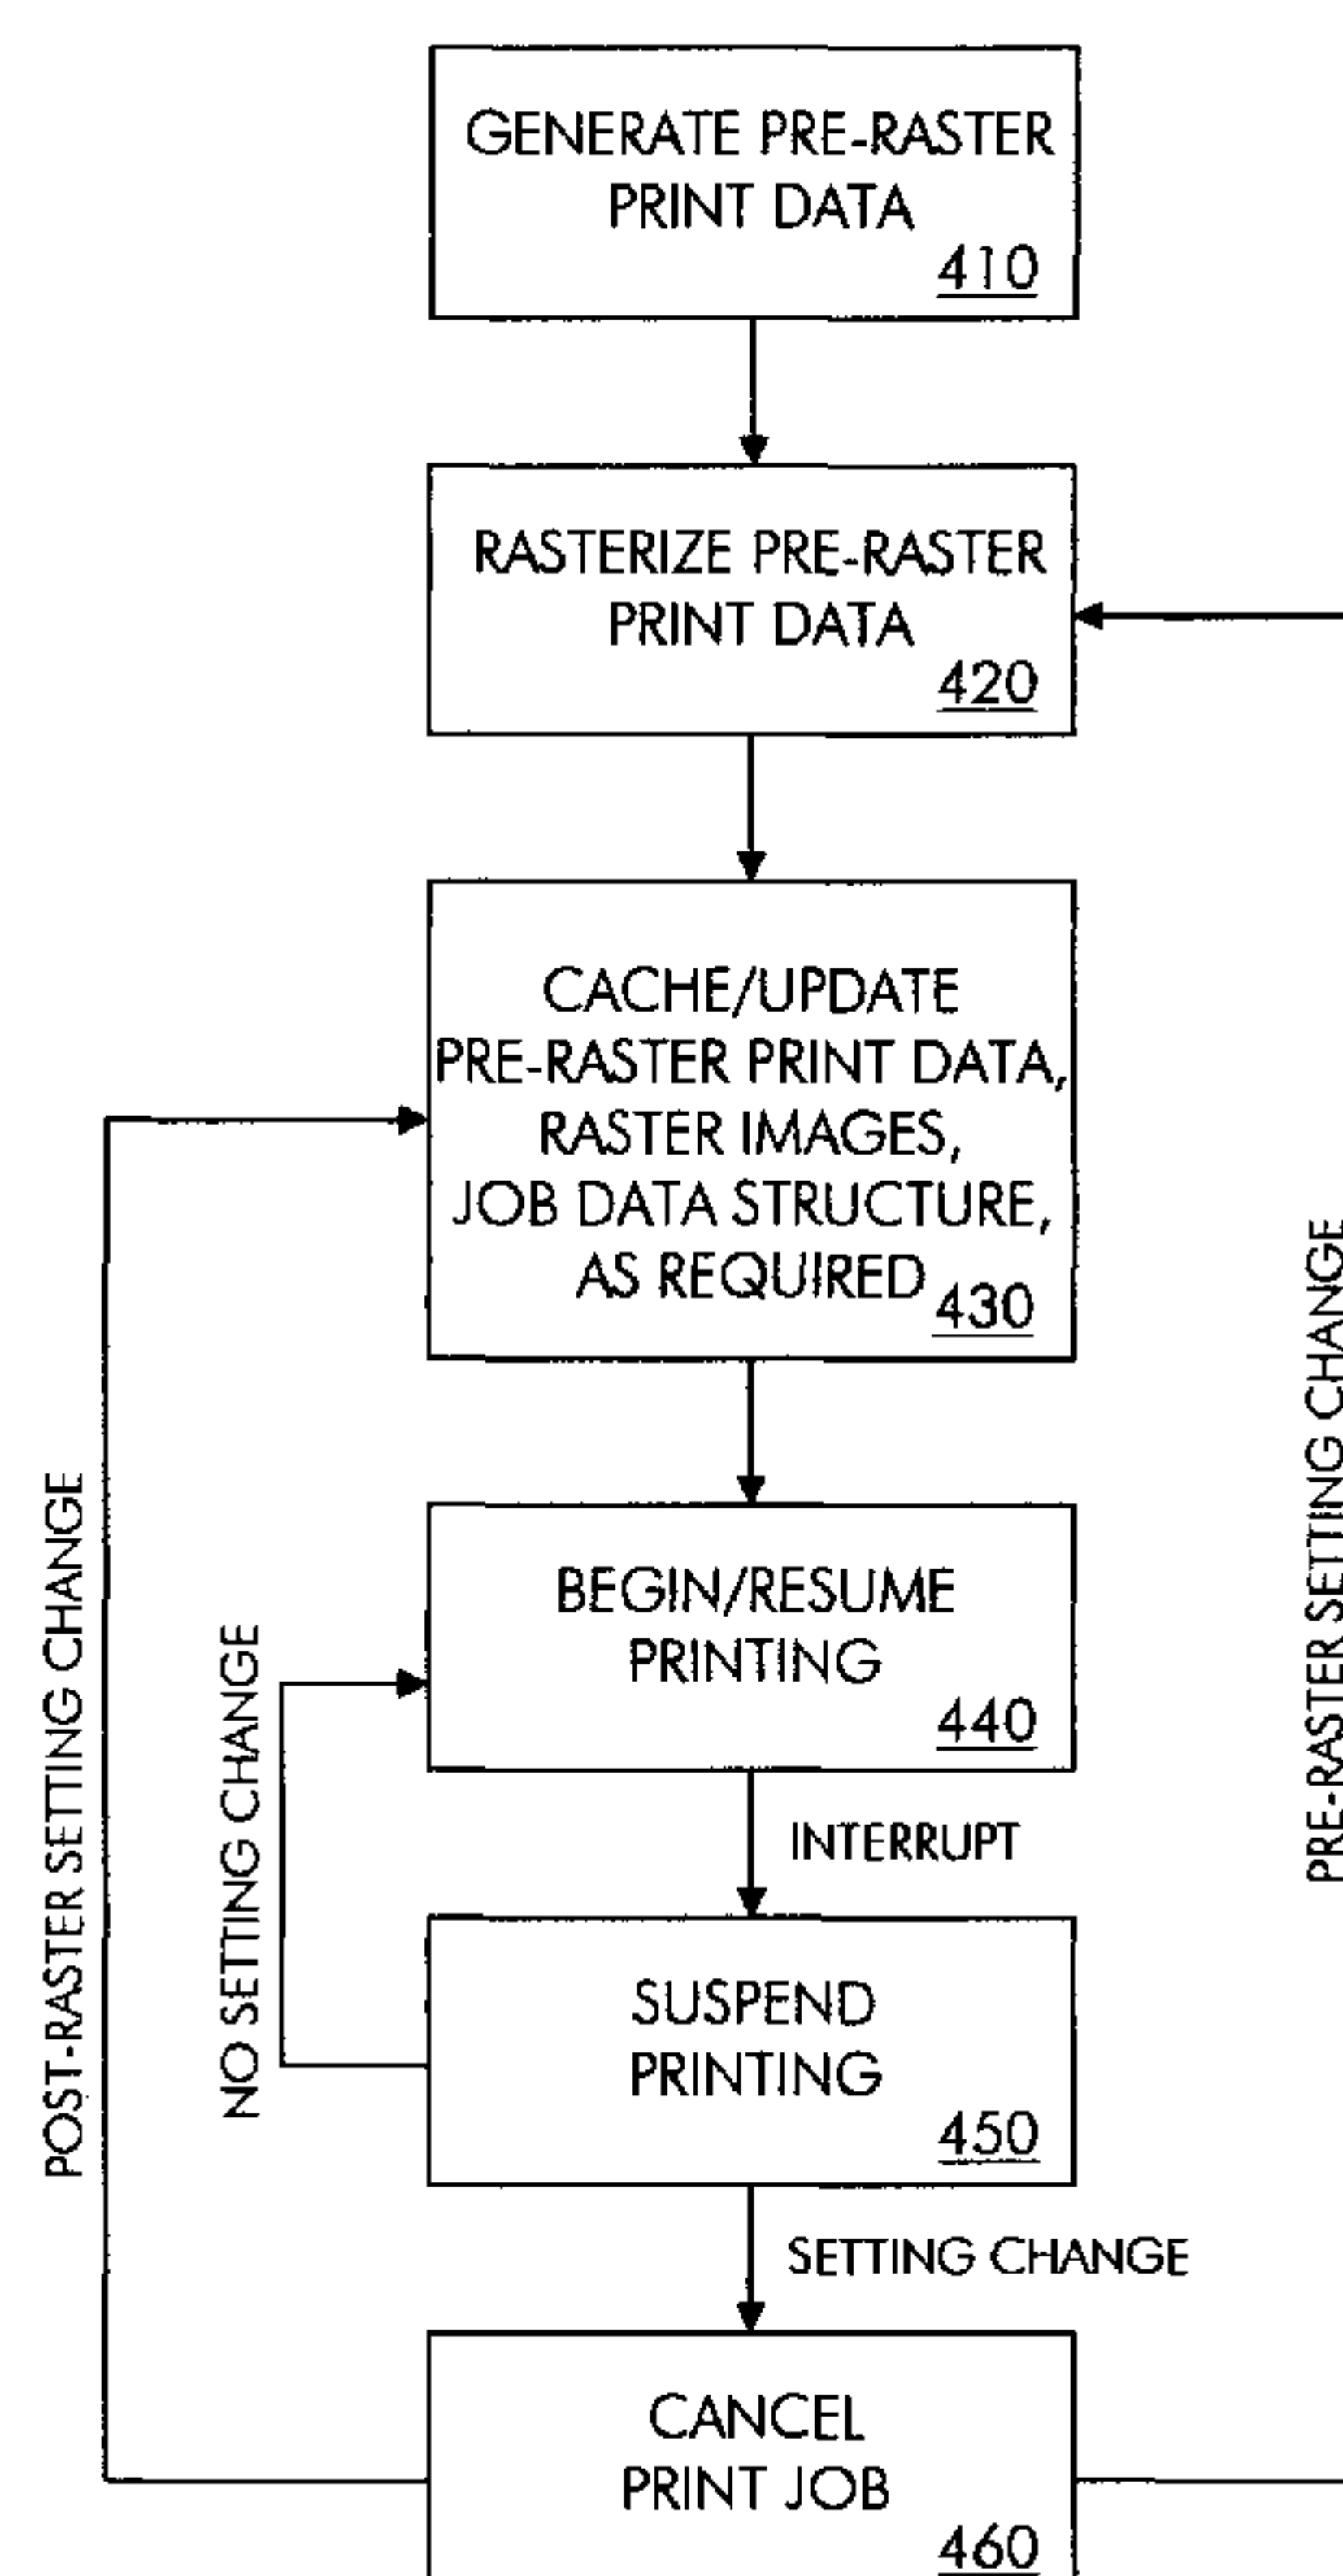 GENERATE PRE-RASTER
PRINT DATA
410
RASTERIZE PRE-RASTER
PRINT DATA
420
CACHE/UPDATE
PRE-RASTER PRINT DATA,
RASTER IMAGES,
JOB DATA STRUCTURE,
AS REQUIRED
430
BEGIN/RESUME
PRINTING
440
INTERRUPT
SUSPEND
PRINTING
450
SETTING CHANGE
CANCEL
PRINT JOB
460
POST-RASTER SETTING CHANGE
NO SETTING CHANGE
PRE-RASTER SETTING CHANGE